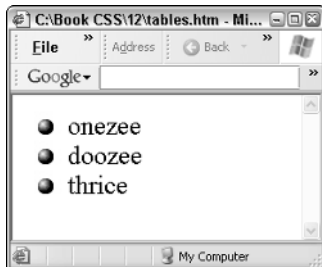 C:\Book CSS\12\tables.htm - Mi...
File » Address Back »
Google »
onezee
doozee
thrice
My Computer